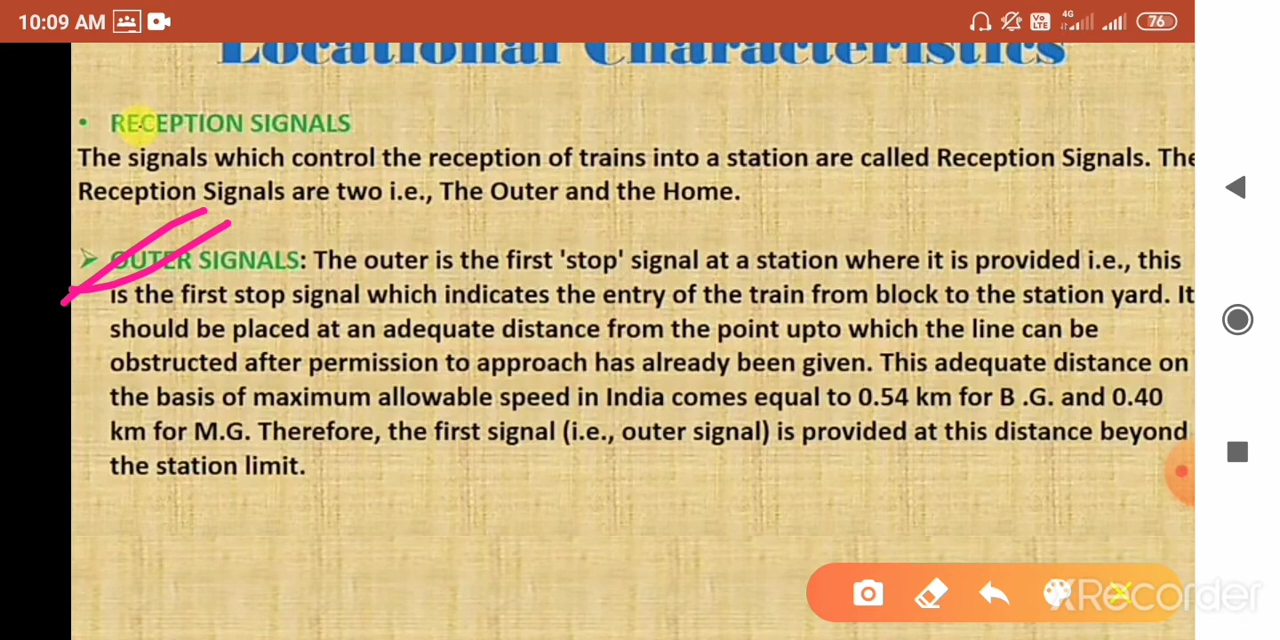 10:09 AM
Vo LTE 4G 76
Locational Characteristics
• RECEPTION SIGNALS
The signals which control the reception of trains into a station are called Reception Signals. The
Reception Signals are two i.e., The Outer and the Home.
➢ OUTER SIGNALS: The outer is the first 'stop' signal at a station where it is provided i.e., this
is the first stop signal which indicates the entry of the train from block to the station yard. It
should be placed at an adequate distance from the point upto which the line can be
obstructed after permission to approach has already been given. This adequate distance on
the basis of maximum allowable speed in India comes equal to 0.54 km for B .G. and 0.40
km for M.G. Therefore, the first signal (i.e., outer signal) is provided at this distance beyond
the station limit.
XRecorder